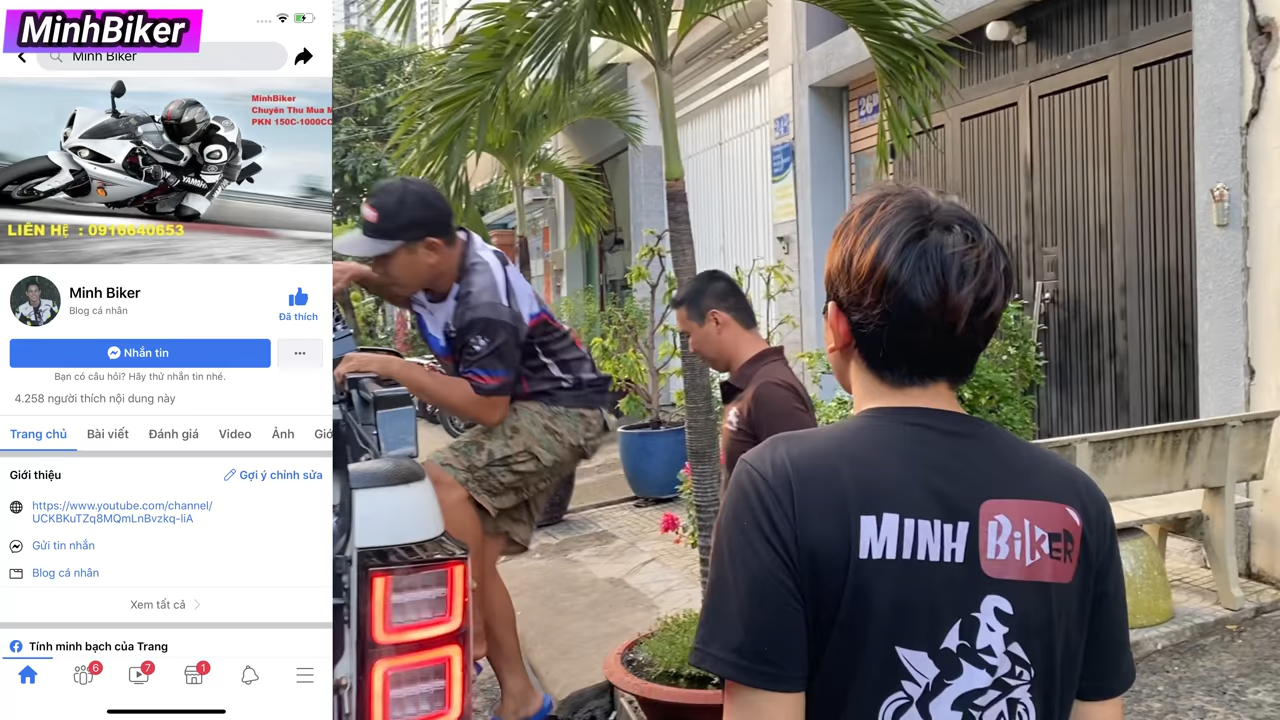 MinhBiker
Minh Biker
MinhBiker
Chuyên Thu Mua M
PKN 150C-1000CC
LIÊN HỆ : 0916640653
Minh Biker
Blog cá nhân
Đã thích
Nhắn tin
Bạn có câu hỏi? Hãy thử nhắn tin nhé.
4.258 người thích nội dung này
Trang chủ
Bài viết
Đánh giá
Video
Ảnh
Giớ
Giới thiệu
Gợi ý chỉnh sửa
https://www.youtube.com/channel/
UCKBKuTZq8MQmLnBvzkq-liA
Gửi tin nhắn
Blog cá nhân
Xem tất cả
Tính minh bạch của Trang
6
7
1
YAMAHA
MINH BIKER